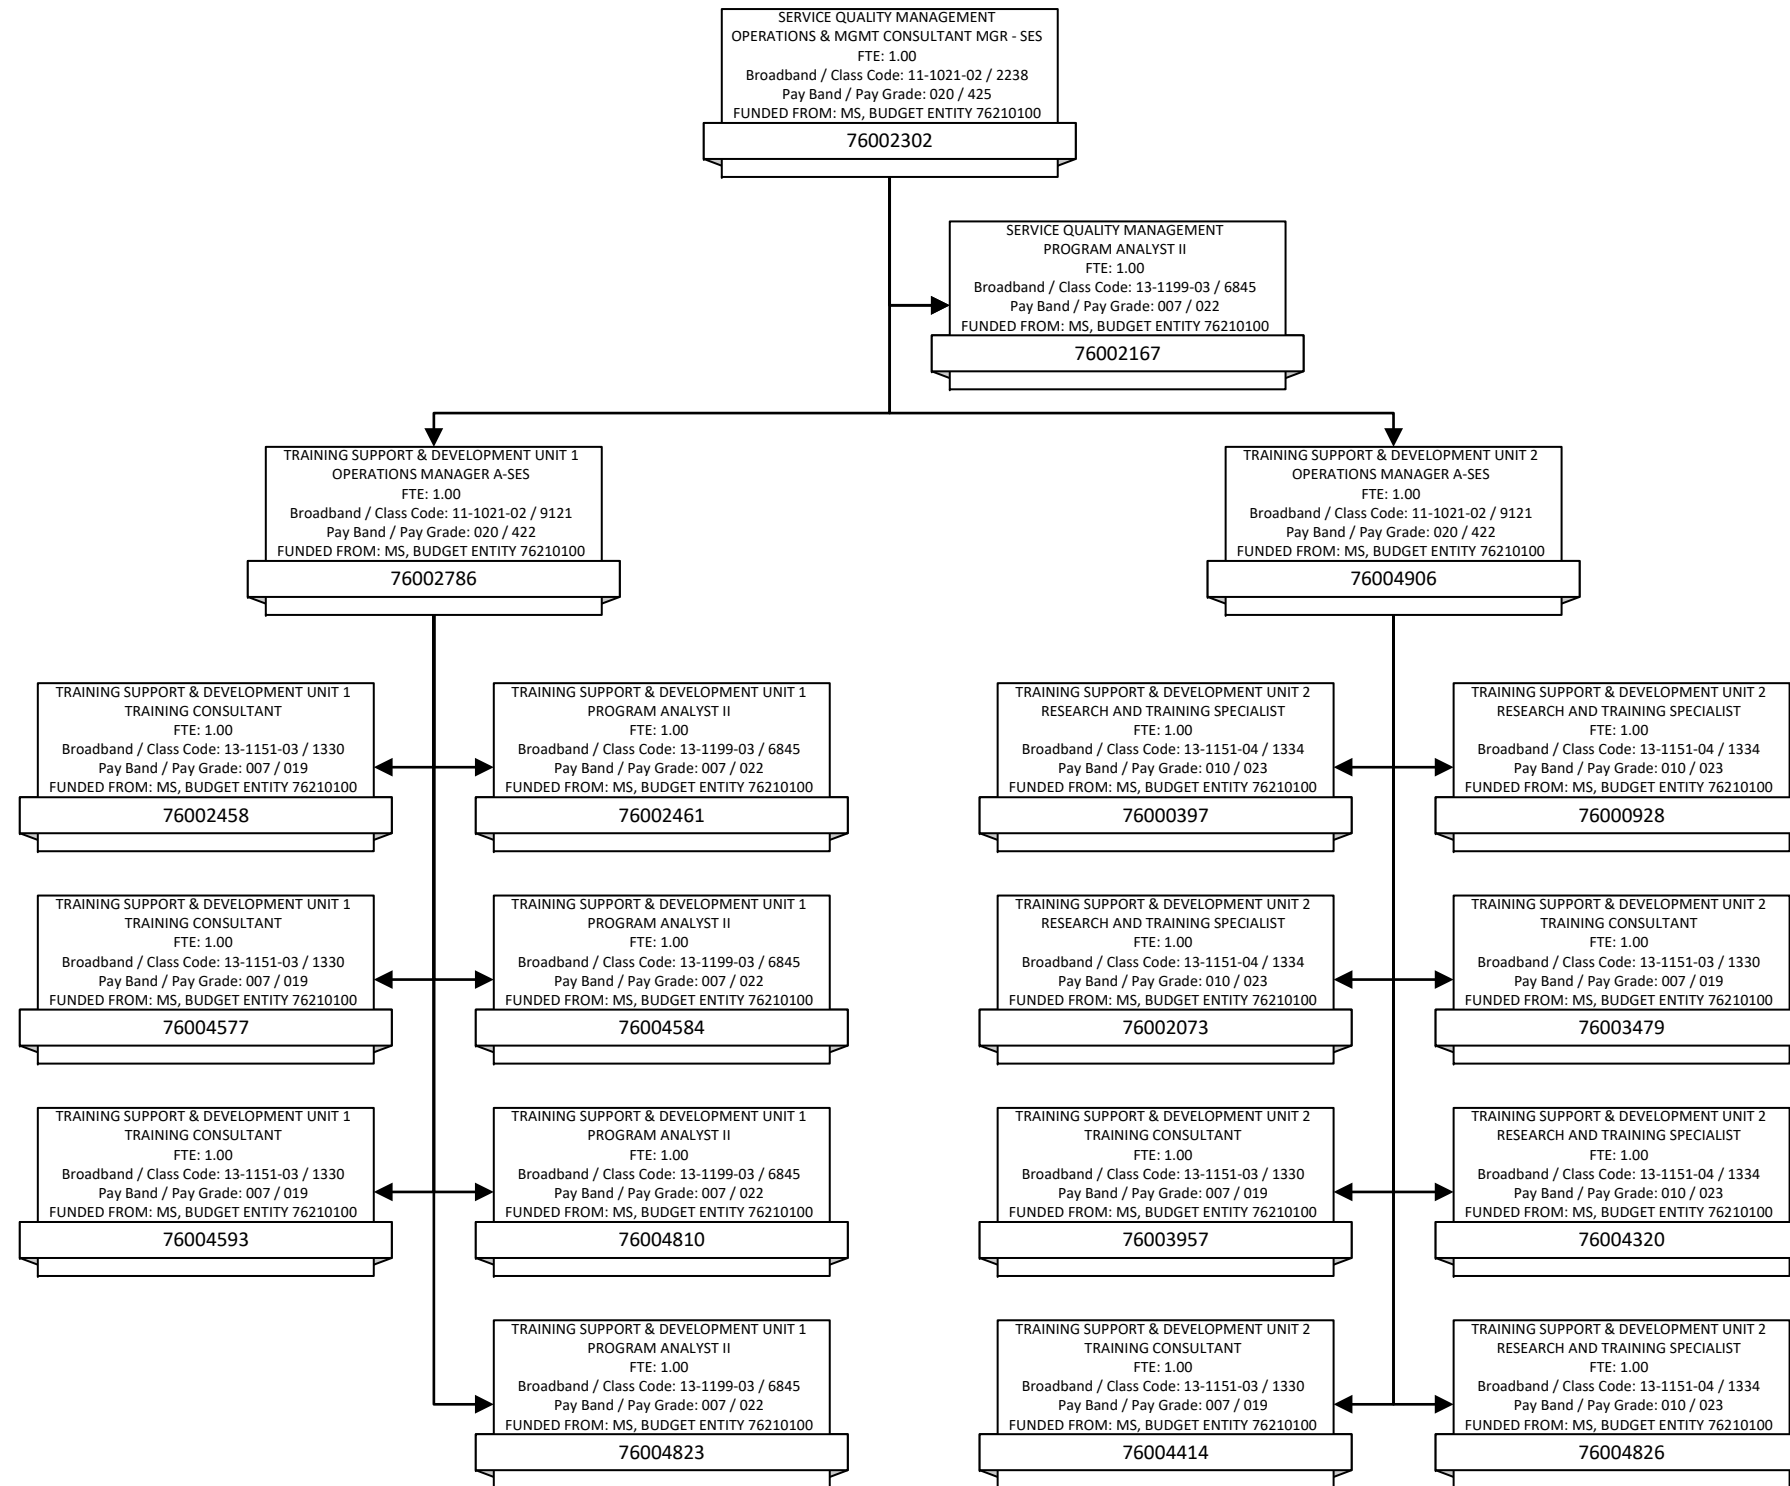 SERVICE QUALITY MANAGEMENT
OPERATIONS & MGMT CONSULTANT MGR - SES
FTE: 1.00
Broadband / Class Code: 11-1021-02 / 2238
Pay Band / Pay Grade: 020 / 425
FUNDED FROM: MS, BUDGET ENTITY 76210100
76002302
SERVICE QUALITY MANAGEMENT
PROGRAM ANALYST II
FTE: 1.00
Broadband / Class Code: 13-1199-03 / 6845
Pay Band / Pay Grade: 007 / 022
FUNDED FROM: MS, BUDGET ENTITY 76210100
76002167
TRAINING SUPPORT & DEVELOPMENT UNIT 1
OPERATIONS MANAGER A-SES
FTE: 1.00
Broadband / Class Code: 11-1021-02 / 9121
Pay Band / Pay Grade: 020 / 422
FUNDED FROM: MS, BUDGET ENTITY 76210100
76002786
TRAINING SUPPORT & DEVELOPMENT UNIT 2
OPERATIONS MANAGER A-SES
FTE: 1.00
Broadband / Class Code: 11-1021-02 / 9121
Pay Band / Pay Grade: 020 / 422
FUNDED FROM: MS, BUDGET ENTITY 76210100
76004906
TRAINING SUPPORT & DEVELOPMENT UNIT 1
TRAINING CONSULTANT
FTE: 1.00
Broadband / Class Code: 13-1151-03 / 1330
Pay Band / Pay Grade: 007 / 019
FUNDED FROM: MS, BUDGET ENTITY 76210100
76002458
TRAINING SUPPORT & DEVELOPMENT UNIT 1
PROGRAM ANALYST II
FTE: 1.00
Broadband / Class Code: 13-1199-03 / 6845
Pay Band / Pay Grade: 007 / 022
FUNDED FROM: MS, BUDGET ENTITY 76210100
76002461
TRAINING SUPPORT & DEVELOPMENT UNIT 2
RESEARCH AND TRAINING SPECIALIST
FTE: 1.00
Broadband / Class Code: 13-1151-04 / 1334
Pay Band / Pay Grade: 010 / 023
FUNDED FROM: MS, BUDGET ENTITY 76210100
76000397
TRAINING SUPPORT & DEVELOPMENT UNIT 2
RESEARCH AND TRAINING SPECIALIST
FTE: 1.00
Broadband / Class Code: 13-1151-04 / 1334
Pay Band / Pay Grade: 010 / 023
FUNDED FROM: MS, BUDGET ENTITY 76210100
76000928
TRAINING SUPPORT & DEVELOPMENT UNIT 1
TRAINING CONSULTANT
FTE: 1.00
Broadband / Class Code: 13-1151-03 / 1330
Pay Band / Pay Grade: 007 / 019
FUNDED FROM: MS, BUDGET ENTITY 76210100
76004577
TRAINING SUPPORT & DEVELOPMENT UNIT 1
PROGRAM ANALYST II
FTE: 1.00
Broadband / Class Code: 13-1199-03 / 6845
Pay Band / Pay Grade: 007 / 022
FUNDED FROM: MS, BUDGET ENTITY 76210100
76004584
TRAINING SUPPORT & DEVELOPMENT UNIT 2
RESEARCH AND TRAINING SPECIALIST
FTE: 1.00
Broadband / Class Code: 13-1151-04 / 1334
Pay Band / Pay Grade: 010 / 023
FUNDED FROM: MS, BUDGET ENTITY 76210100
76002073
TRAINING SUPPORT & DEVELOPMENT UNIT 2
TRAINING CONSULTANT
FTE: 1.00
Broadband / Class Code: 13-1151-03 / 1330
Pay Band / Pay Grade: 007 / 019
FUNDED FROM: MS, BUDGET ENTITY 76210100
76003479
TRAINING SUPPORT & DEVELOPMENT UNIT 1
TRAINING CONSULTANT
FTE: 1.00
Broadband / Class Code: 13-1151-03 / 1330
Pay Band / Pay Grade: 007 / 019
FUNDED FROM: MS, BUDGET ENTITY 76210100
76004593
TRAINING SUPPORT & DEVELOPMENT UNIT 1
PROGRAM ANALYST II
FTE: 1.00
Broadband / Class Code: 13-1199-03 / 6845
Pay Band / Pay Grade: 007 / 022
FUNDED FROM: MS, BUDGET ENTITY 76210100
76004810
TRAINING SUPPORT & DEVELOPMENT UNIT 2
TRAINING CONSULTANT
FTE: 1.00
Broadband / Class Code: 13-1151-03 / 1330
Pay Band / Pay Grade: 007 / 019
FUNDED FROM: MS, BUDGET ENTITY 76210100
76003957
TRAINING SUPPORT & DEVELOPMENT UNIT 2
RESEARCH AND TRAINING SPECIALIST
FTE: 1.00
Broadband / Class Code: 13-1151-04 / 1334
Pay Band / Pay Grade: 010 / 023
FUNDED FROM: MS, BUDGET ENTITY 76210100
76004320
TRAINING SUPPORT & DEVELOPMENT UNIT 1
PROGRAM ANALYST II
FTE: 1.00
Broadband / Class Code: 13-1199-03 / 6845
Pay Band / Pay Grade: 007 / 022
FUNDED FROM: MS, BUDGET ENTITY 76210100
76004823
TRAINING SUPPORT & DEVELOPMENT UNIT 2
TRAINING CONSULTANT
FTE: 1.00
Broadband / Class Code: 13-1151-03 / 1330
Pay Band / Pay Grade: 007 / 019
FUNDED FROM: MS, BUDGET ENTITY 76210100
76004414
TRAINING SUPPORT & DEVELOPMENT UNIT 2
RESEARCH AND TRAINING SPECIALIST
FTE: 1.00
Broadband / Class Code: 13-1151-04 / 1334
Pay Band / Pay Grade: 010 / 023
FUNDED FROM: MS, BUDGET ENTITY 76210100
76004826